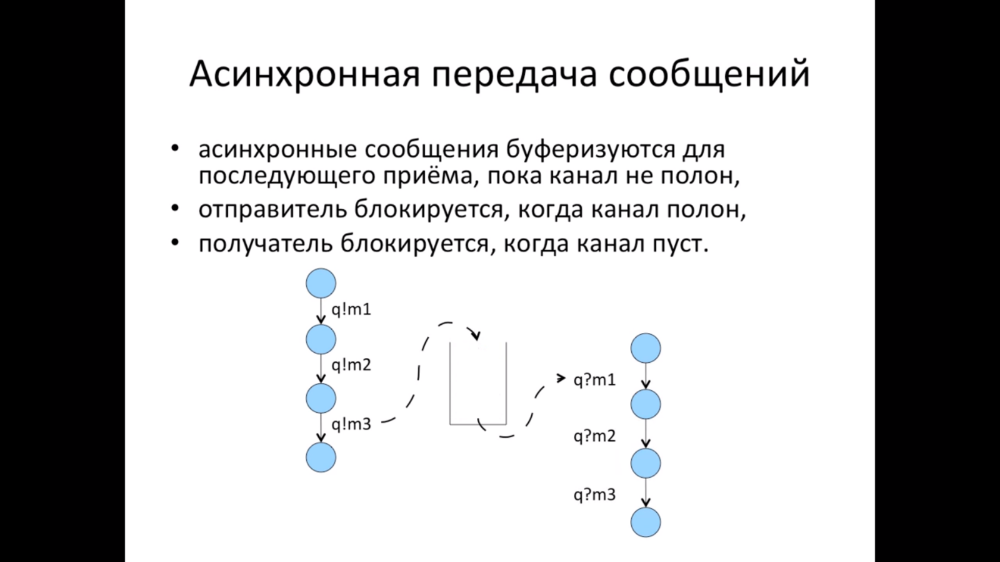 Асинхронная передача сообщений
• асинхронные сообщения буферизуются для
последующего приёма, пока канал не полон,
• отправитель блокируется, когда канал полон,
• получатель блокируется, когда канал пуст.
q!m1
q!m2
q!m3
q?m1
q?m2
q?m3